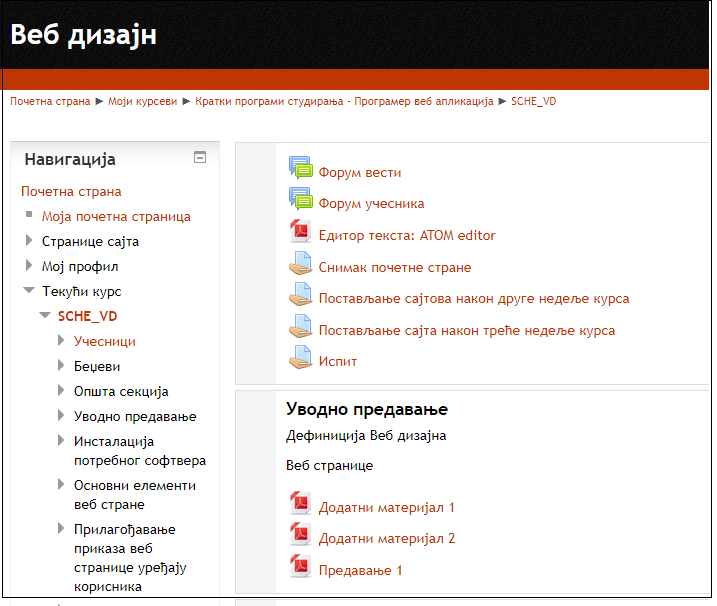 Веб дизајн
Почетна страна ► Моји курсеви ► Кратки програми студирања - Програмер веб апликација ► SCHE_VD
Навигација
Почетна страна
Моја почетна страница
Странице сајта
Мој профил
Текући курс
SCHE_VD
Учесници
Беџеви
Општа секција
Уводно предавање
Инсталација
потребног софтвера
Основни елементи
веб стране
Прилагођавање
приказа веб
странице уређају
корисника
Форум вести
Форум учесника
Едитор текста: ATOM editor
Снимак почетне стране
Постављање сајтова након друге недеље курса
Постављање сајта након треће недеље курса
Испит
Уводно предавање
Дефиниција Веб дизајна
Веб странице
Додатни материјал 1
Додатни материјал 2
Предавање 1